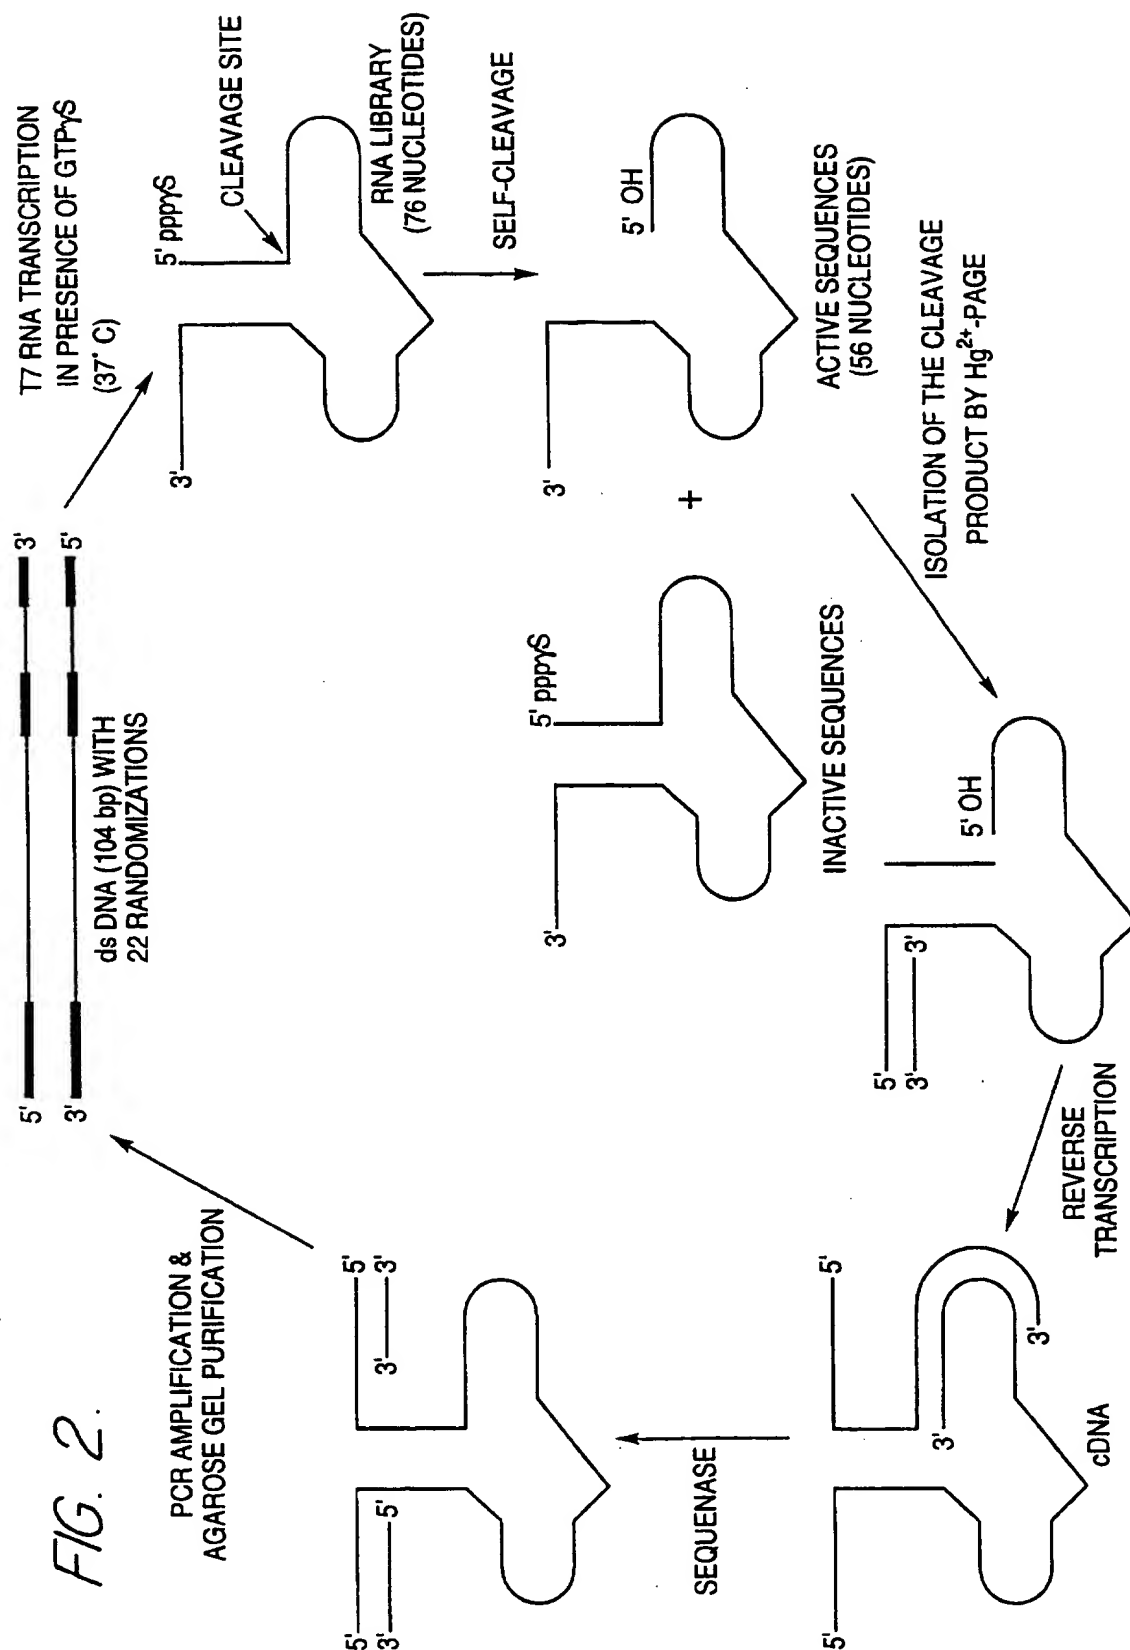 FIG. 2.
5'
3'
3'
5'
ds DNA (104 bp) WITH
22 RANDOMIZATIONS
T7 RNA TRANSCRIPTION
IN PRESENCE OF GTPγS
(37° C)
3'
5' pppγS
CLEAVAGE SITE
RNA LIBRARY
(76 NUCLEOTIDES)
SELF-CLEAVAGE
3'
5' pppγS
INACTIVE SEQUENCES
+
3'
5' OH
ACTIVE SEQUENCES
(56 NUCLEOTIDES)
ISOLATION OF THE CLEAVAGE
PRODUCT BY Hg2+-PAGE
5'
3'
3'
5' OH
REVERSE
TRANSCRIPTION
5'
5'
3'
3'
cDNA
SEQUENASE
5'
3'
5'
5'
3'
3'
PCR AMPLIFICATION &
AGAROSE GEL PURIFICATION